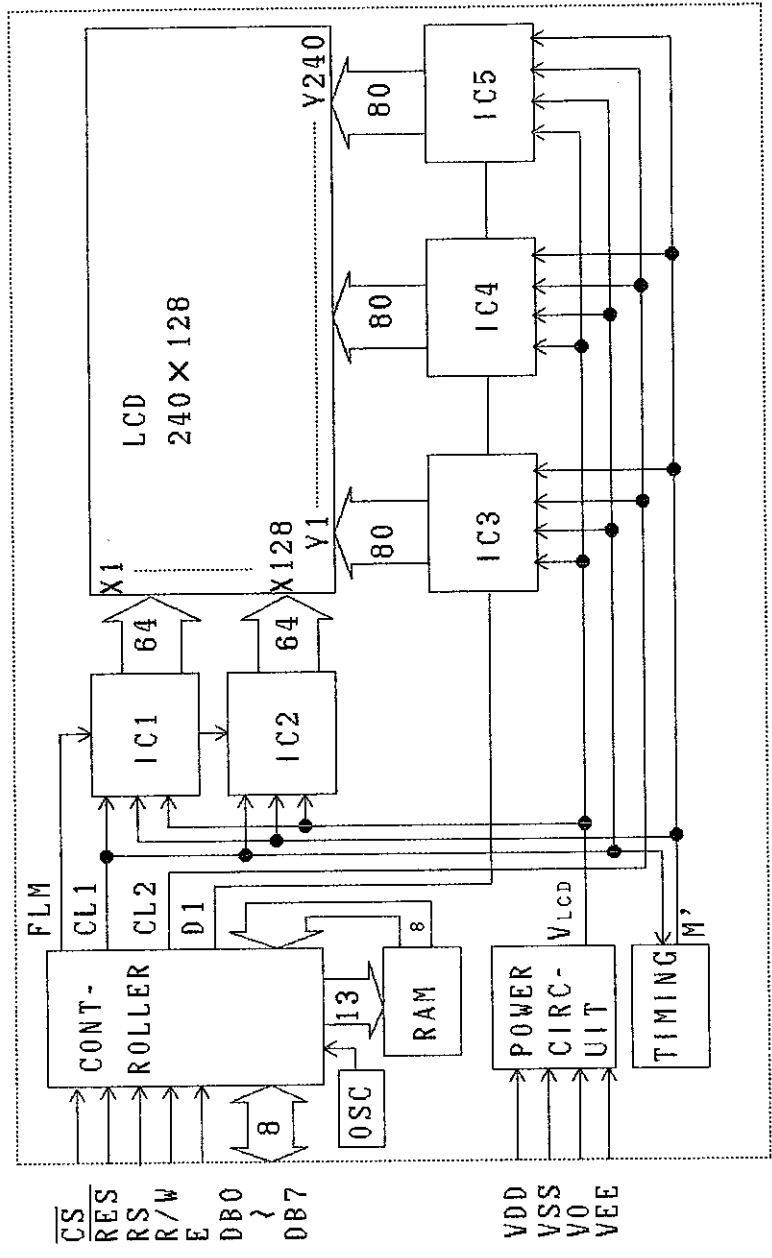 CS
RES
RS
R/W
E
DB0
~
DB7
VDD
VSS
VO
VEE
CONT-
ROLLER
8
OSC
13
RAM
8
POWER
CIRC-
UIT
TIMING
FLM
CL1
CL2
D1
VLCD
M'
IC1
IC2
64
64
X1
X128
LCD
240×128
Y1
Y240
80
80
80
IC3
IC4
IC5